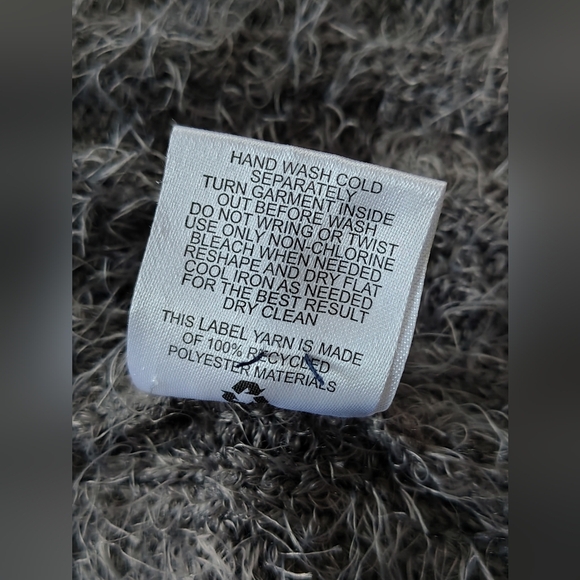 HAND WASH COLD
SEPARATELY
TURN GARMENT INSIDE
OUT BEFORE WASH
DO NOT WRING OR TWIST
USE ONLY NON-CHLORINE
BLEACH WHEN NEEDED
RESHAPE AND DRY FLAT
COOL IRON AS NEEDED
FOR THE BEST RESULT
DRY CLEAN
THIS LABEL YARN IS MADE
OF 100% RECYCLED
POLYESTER MATERIALS